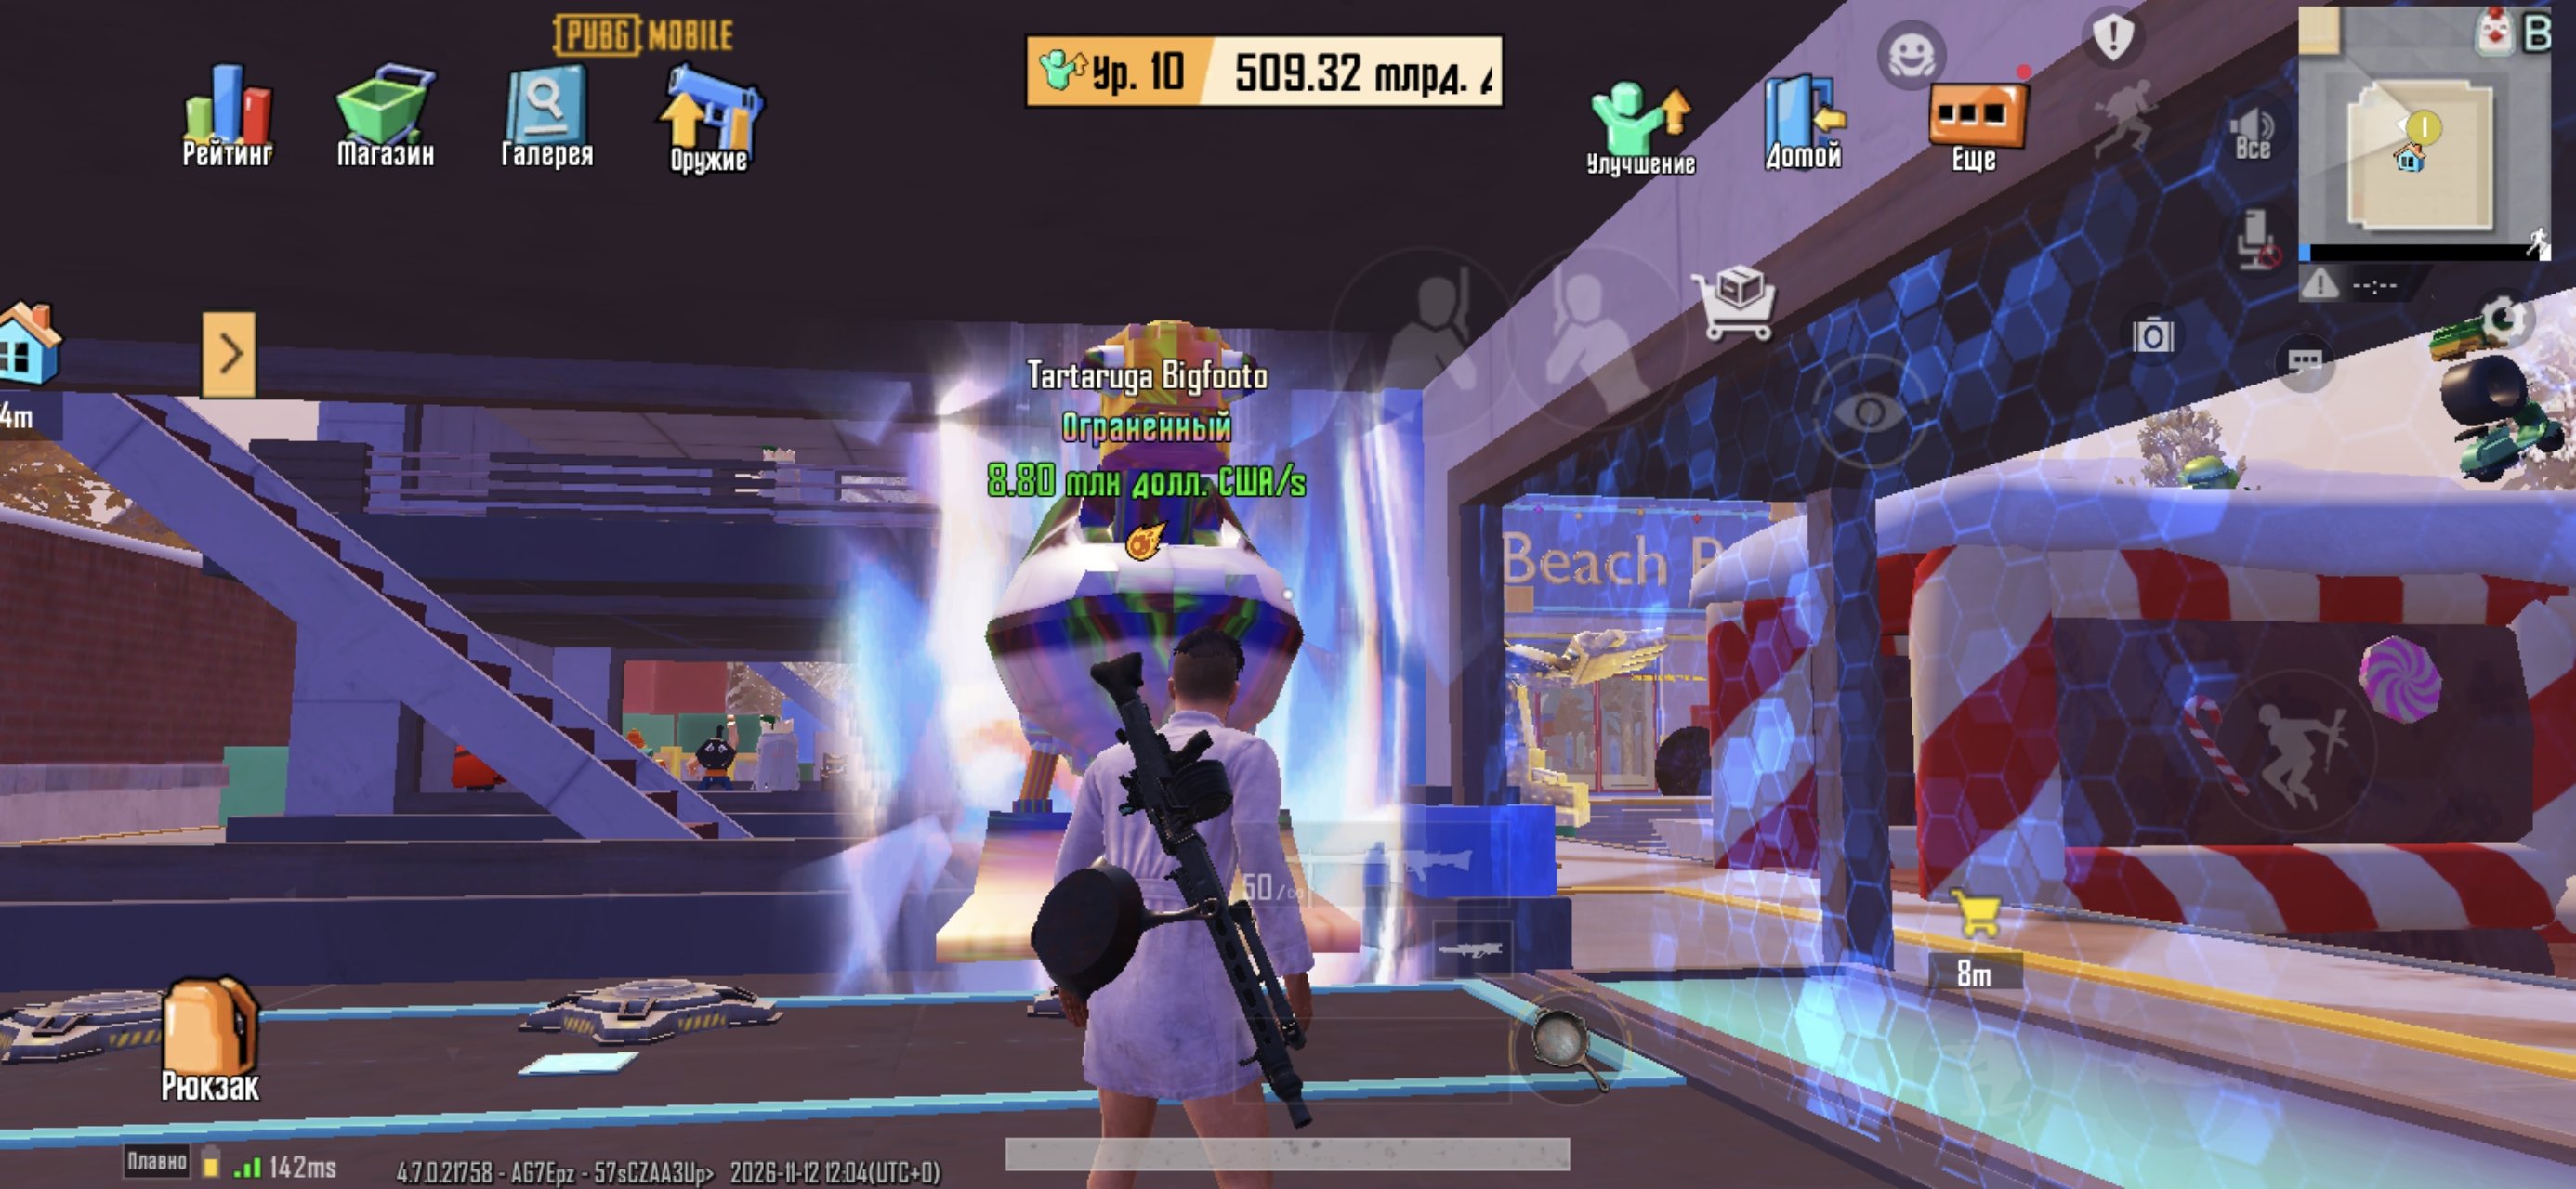 PUBG MOBILE
Ур. 10 509.32 млрд.
Рейтинг Магазин Галерея Оружие
Улучшение Домой Еще
Все
B
--:--
4m
Tartaruga Bigfooto
Ограненный
8.80 млн долл. США/s
Beach
50/∞
8m
Рюкзак
Плавно 142ms
4.7.0.21758 - AG7Epz - 57sCZAA3Up> 2026-11-12 12:04(UTC+0)